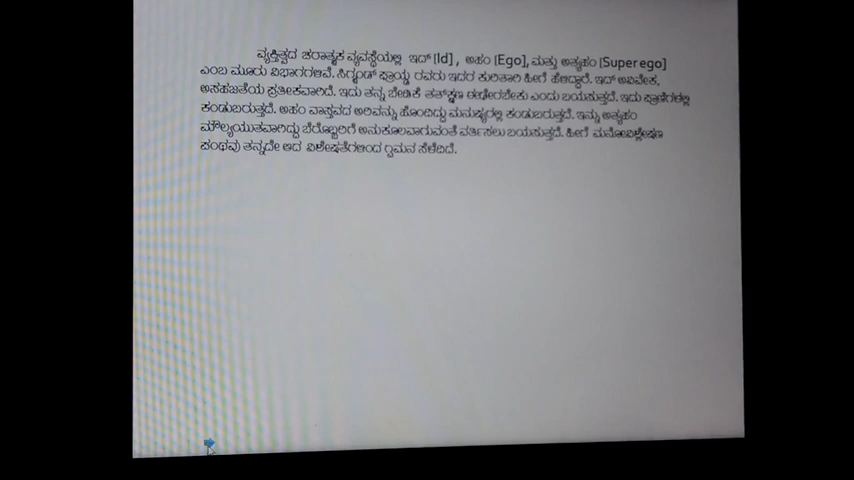 ವ್ಯಕ್ತಿತ್ವದ ಚರಾತ್ಮಕ ವ್ಯವಸ್ಥೆಯಲ್ಲಿ ಇದ್ [Id] , ಅಹಂ [Ego], ಮತ್ತು ಅತ್ಯಹಂ [Super ego]
ಎಂಬ ಮೂರು ವಿಭಾಗಗಳಿವೆ. ಸಿಗ್ಮಂಡ್ ಫ್ರಾಯ್ಡ್ ರವರು ಇದರ ಕುರಿತಾಗಿ ಹೀಗೆ ಹೇಳಿದ್ದಾರೆ. ಇದ್ ಅವಿವೇಕ,
ಅಸಹಜತೆಯ ಪ್ರತೀಕವಾಗಿದೆ. ಇದು ತನ್ನ ಬೇಡಿಕೆ ತತ್‌ಕ್ಷಣ ಈಡೇರಬೇಕು ಎಂದು ಬಯಸುತ್ತದೆ. ಇದು ಪ್ರಾಣಿಗಳಲ್ಲಿ
ಕಂಡುಬರುತ್ತದೆ. ಅಹಂ ವಾಸ್ತವದ ಅರಿವನ್ನು ಹೊಂದಿದ್ದು ಮನುಷ್ಯರಲ್ಲಿ ಕಂಡುಬರುತ್ತದೆ. ಇನ್ನು ಅತ್ಯಹಂ
ಮೌಲ್ಯಯುತವಾಗಿದ್ದು ಬೆರೊಬ್ಬರಿಗೆ ಅನುಕೂಲವಾಗುವಂತೆ ವರ್ತಿಸಲು ಬಯಸುತ್ತದೆ. ಹೀಗೆ ಮನೋವಿಶ್ಲೇಷಣ
ಪಂಥವು ತನ್ನದೇ ಆದ ವಿಶೇಷತೆಗಳಿಂದ ಗ್ಗಮನ ಸೆಳೆದಿದೆ.